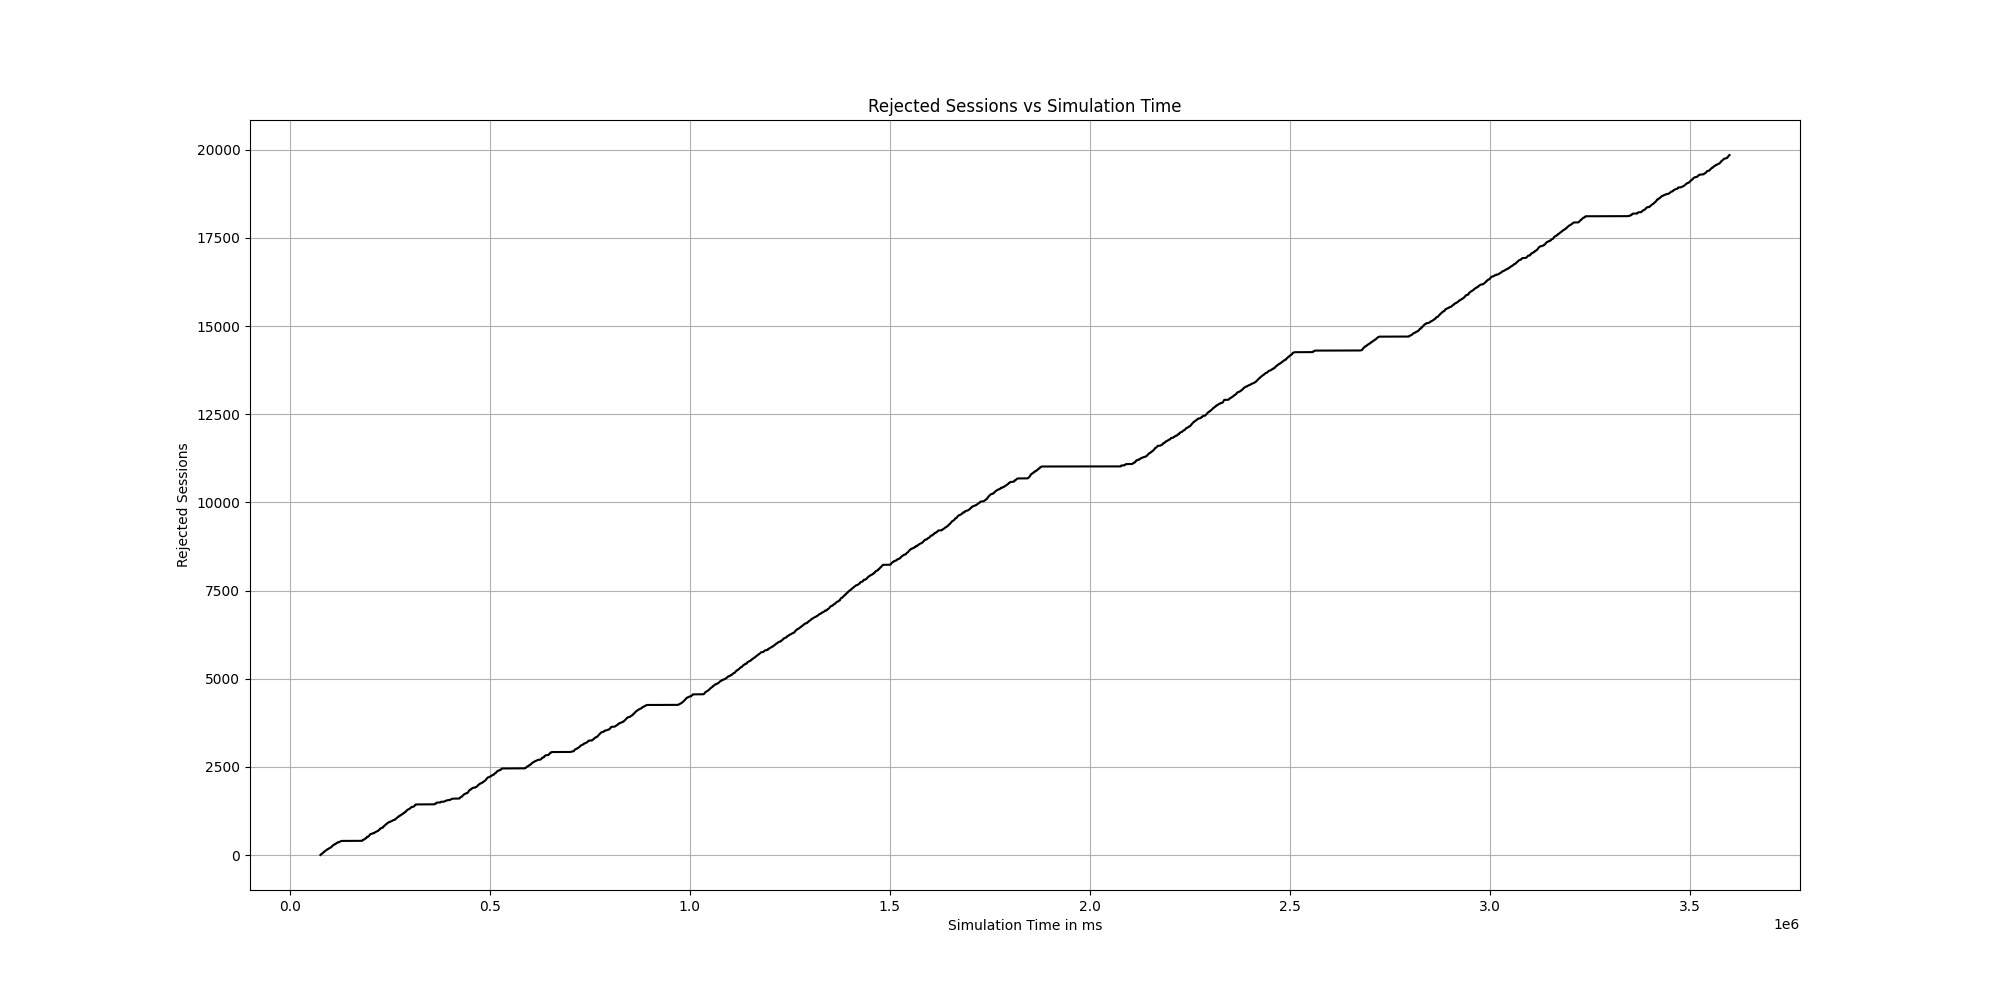 Rejected Sessions vs Simulation Time
20000
17500
15000
12500
10000
7500
5000
2500
0
Rejected Sessions
0.0 0.5 1.0 1.5 2.0 2.5 3.0 3.5
Simulation Time in ms
1e6